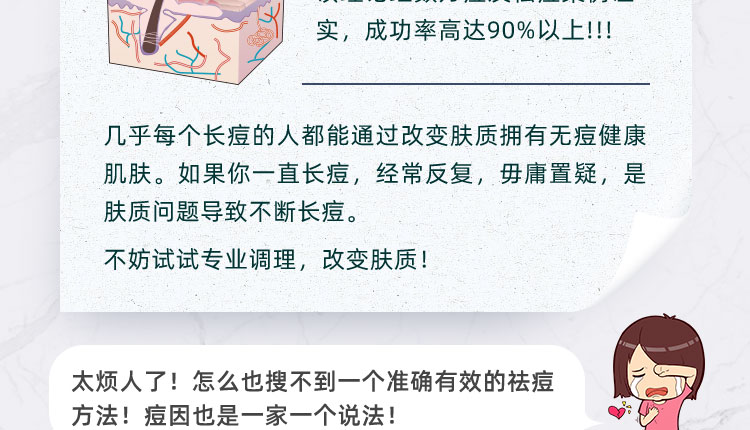 实，成功率高达90%以上!!!
几乎每个长痘的人都能通过改变肤质拥有无痘健康
肌肤。如果你一直长痘，经常反复，毋庸置疑，是
肤质问题导致不断长痘。
不妨试试专业调理，改变肤质！
太烦人了！怎么也搜不到一个准确有效的祛痘
方法！痘因也是一家一个说法！